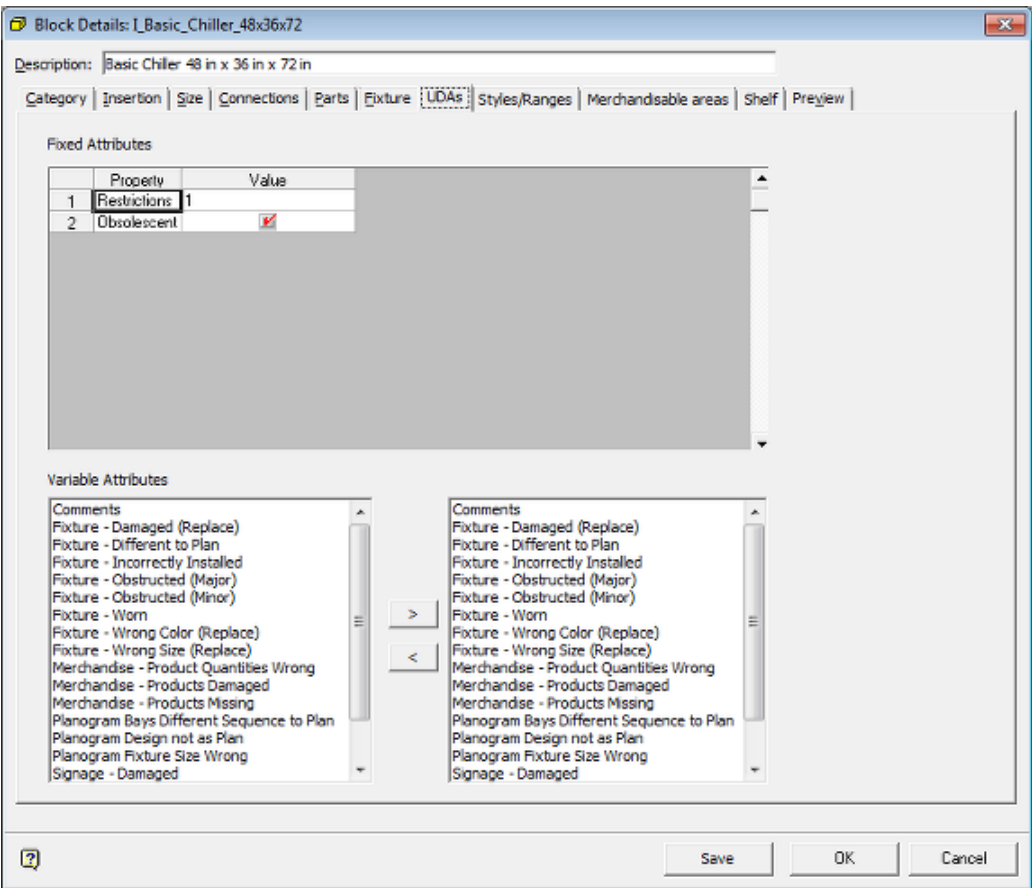 Block Details: I_Basic_Chiller_48x36x72
Description: Basic Chiller 48 in x 36 in x 72 in
Category Insertion Size Connections Parts Fixture UDAs Styles/Ranges Merchandisable areas Shelf Preview
Fixed Attributes
Property Value
1 Restrictions 1
2 Obsolescent
Variable Attributes
Comments
Fixture - Damaged (Replace)
Fixture - Different to Plan
Fixture - Incorrectly Installed
Fixture - Obstructed (Major)
Fixture - Obstructed (Minor)
Fixture - Worn
Fixture - Wrong Color (Replace)
Fixture - Wrong Size (Replace)
Merchandise - Product Quantities Wrong
Merchandise - Products Damaged
Merchandise - Products Missing
Planogram Bays Different Sequence to Plan
Planogram Design not as Plan
Planogram Fixture Size Wrong
Signage - Damaged
>
<
Comments
Fixture - Damaged (Replace)
Fixture - Different to Plan
Fixture - Incorrectly Installed
Fixture - Obstructed (Major)
Fixture - Obstructed (Minor)
Fixture - Worn
Fixture - Wrong Color (Replace)
Fixture - Wrong Size (Replace)
Merchandise - Product Quantities Wrong
Merchandise - Products Damaged
Merchandise - Products Missing
Planogram Bays Different Sequence to Plan
Planogram Design not as Plan
Planogram Fixture Size Wrong
Signage - Damaged
? Save OK Cancel